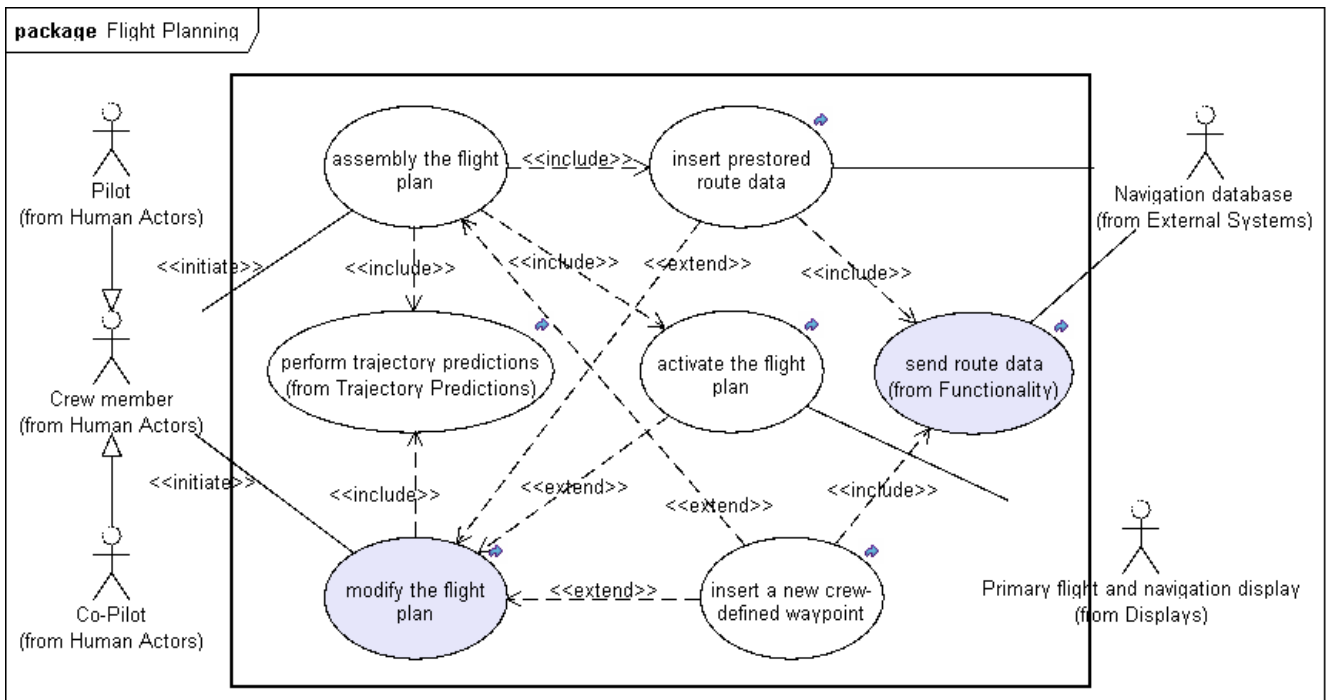 package Flight Planning
assembly the flight
plan
<<include>>
insert prestored
route data
Pilot
(from Human Actors)
Navigation database
(from External Systems)
<<initiate>>
<<include>>
<<include>>
<<extend>>
<<include>>
perform trajectory predictions
(from Trajectory Predictions)
activate the flight
plan
send route data
(from Functionality)
Crew member
(from Human Actors)
<<initiate>>
<<include>>
<<extend>>
<<extend>>
<<include>>
modify the flight
plan
<<extend>>
insert a new crew-
defined waypoint
Primary flight and navigation display
(from Displays)
Co-Pilot
(from Human Actors)